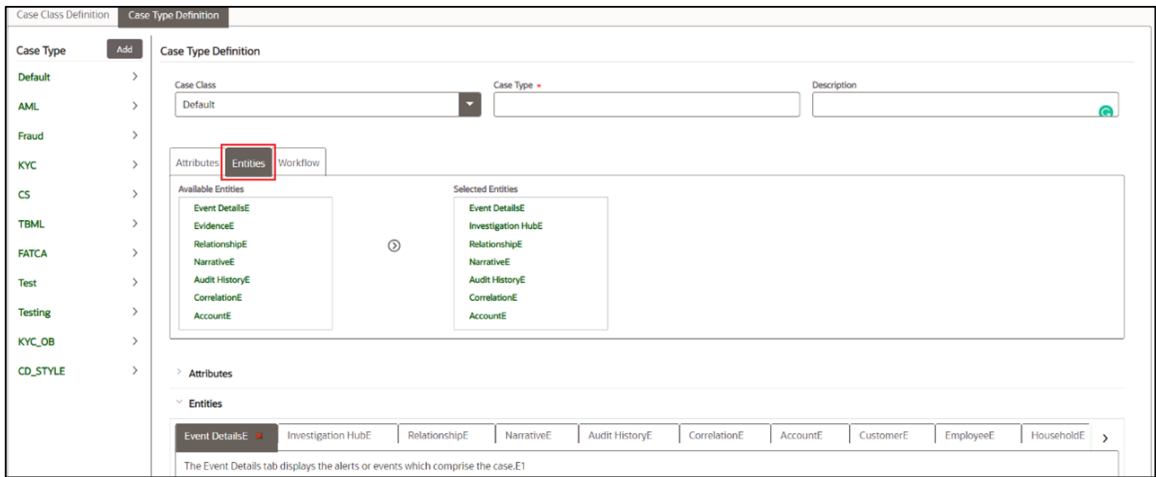 Case Class Definition Case Type Definition
Case Type Add
Case Type Definition
Default
AML
Fraud
KYC
CS
TBML
FATCA
Test
Testing
KYC_OB
CD_STYLE
Case Class Case Type * Description
Default
Attributes Entities Workflow
Available Entities Selected Entities
Event DetailsE Event DetailsE
EvidenceE Investigation HubE
RelationshipE RelationshipE
NarrativeE NarrativeE
Audit HistoryE Audit HistoryE
CorrelationE CorrelationE
AccountE AccountE
Attributes
Entities
Event DetailsE Investigation HubE RelationshipE NarrativeE Audit HistoryE CorrelationE AccountE CustomerE EmployeeE HouseholdE
The Event Details tab displays the alerts or events which comprise the case.E1